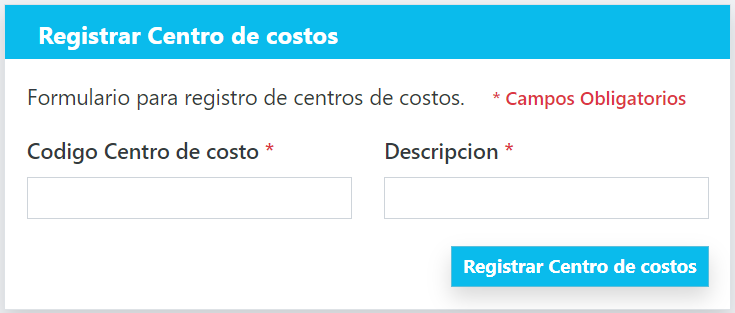 Registrar Centro de costos
Formulario para registro de centros de costos. * Campos Obligatorios
Codigo Centro de costo * Descripcion *
Registrar Centro de costos